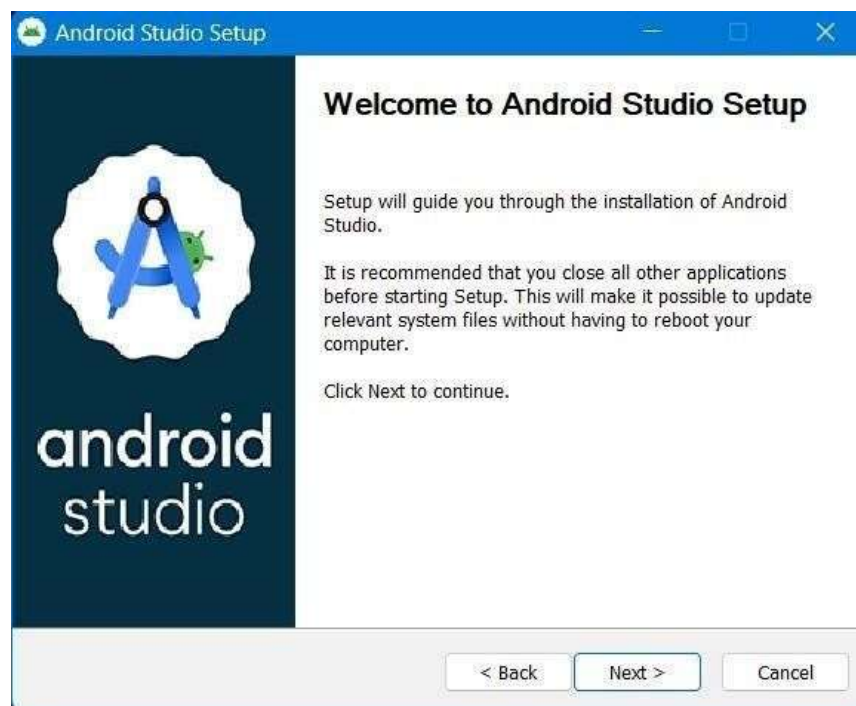 Android Studio Setup
Welcome to Android Studio Setup
Setup will guide you through the installation of Android
Studio.
It is recommended that you close all other applications
before starting Setup. This will make it possible to update
relevant system files without having to reboot your
computer.
Click Next to continue.
android
studio
< Back
Next >
Cancel